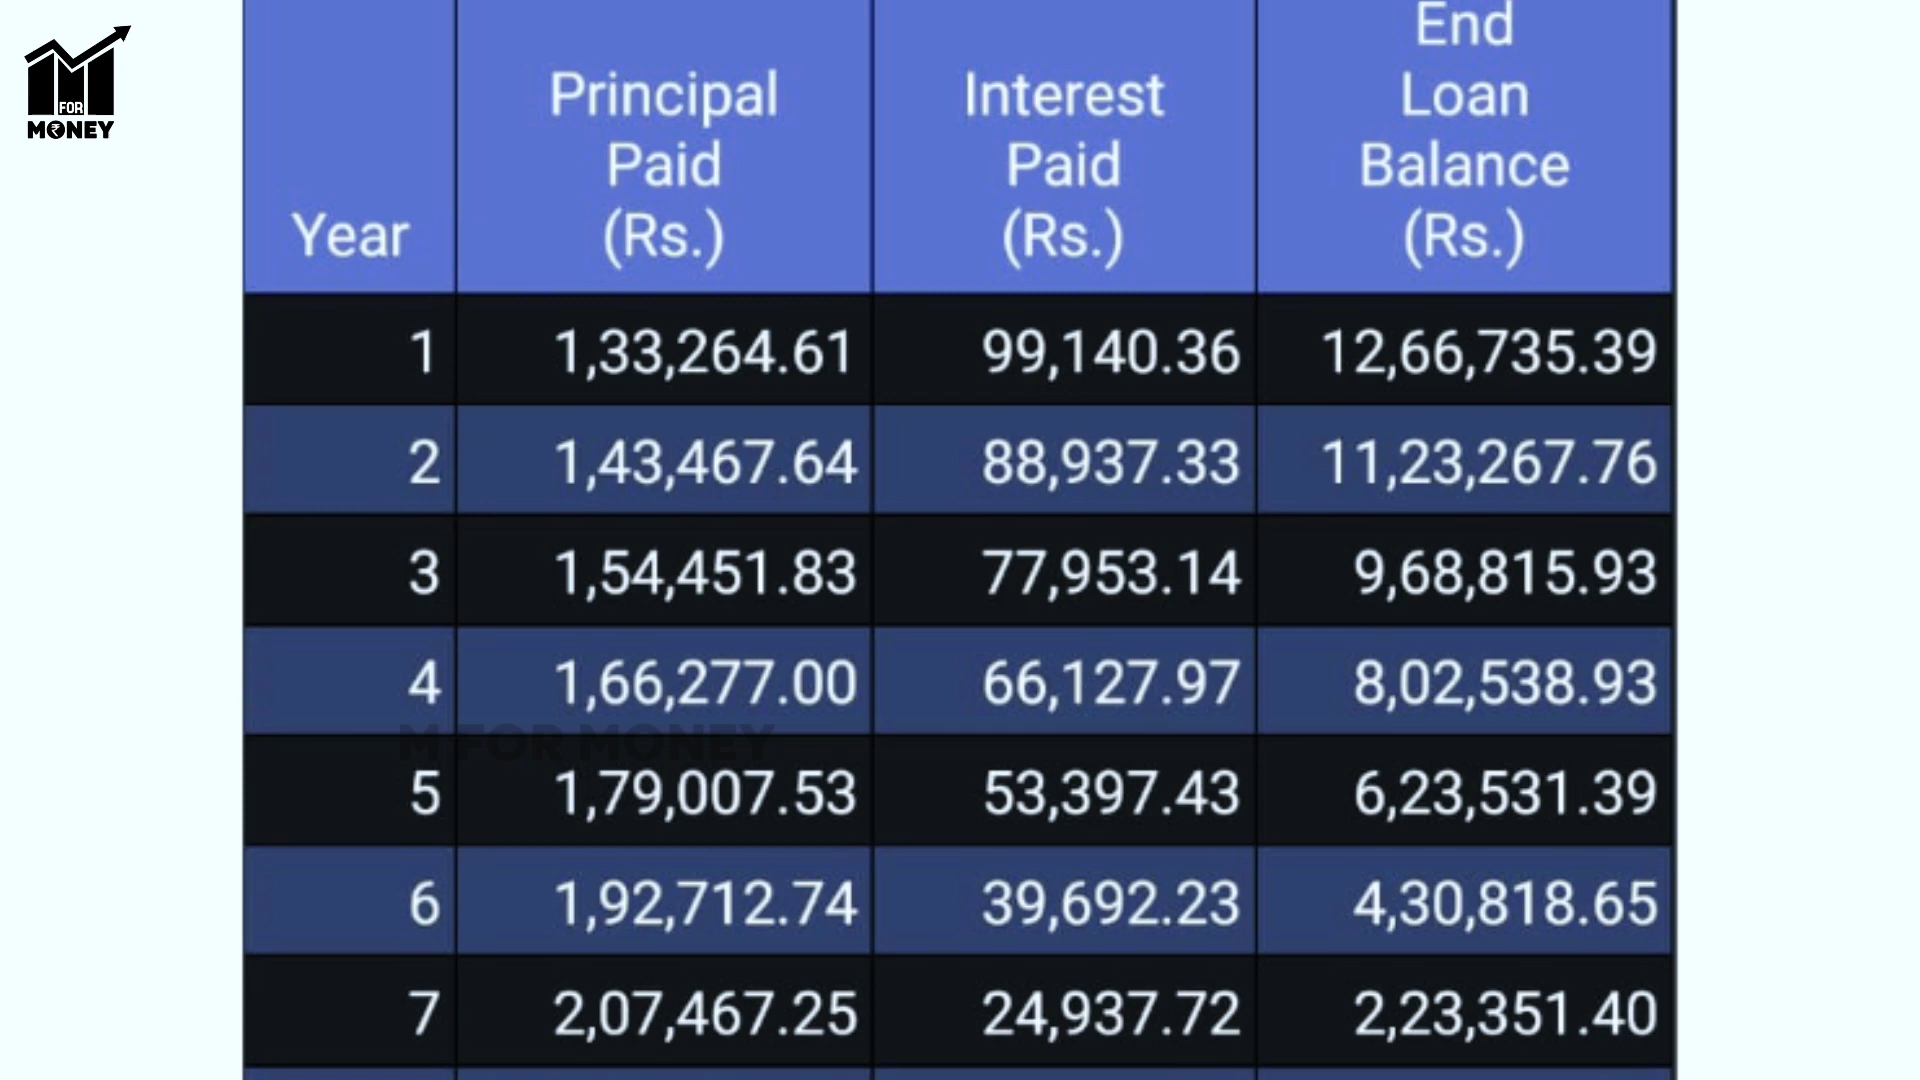 FOR
MONEY
End
Principal Interest Loan
Paid Paid Balance
Year (Rs.) (Rs.) (Rs.)
1 1,33,264.61 99,140.36 12,66,735.39
2 1,43,467.64 88,937.33 11,23,267.76
3 1,54,451.83 77,953.14 9,68,815.93
4 1,66,277.00 66,127.97 8,02,538.93
M FOR MONEY
5 1,79,007.53 53,397.43 6,23,531.39
6 1,92,712.74 39,692.23 4,30,818.65
7 2,07,467.25 24,937.72 2,23,351.40